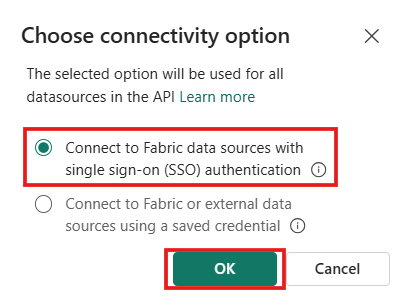 Choose connectivity option
The selected option will be used for all
datasources in the API Learn more
Connect to Fabric data sources with
single sign-on (SSO) authentication
Connect to Fabric or external data
sources using a saved credential
OK
Cancel